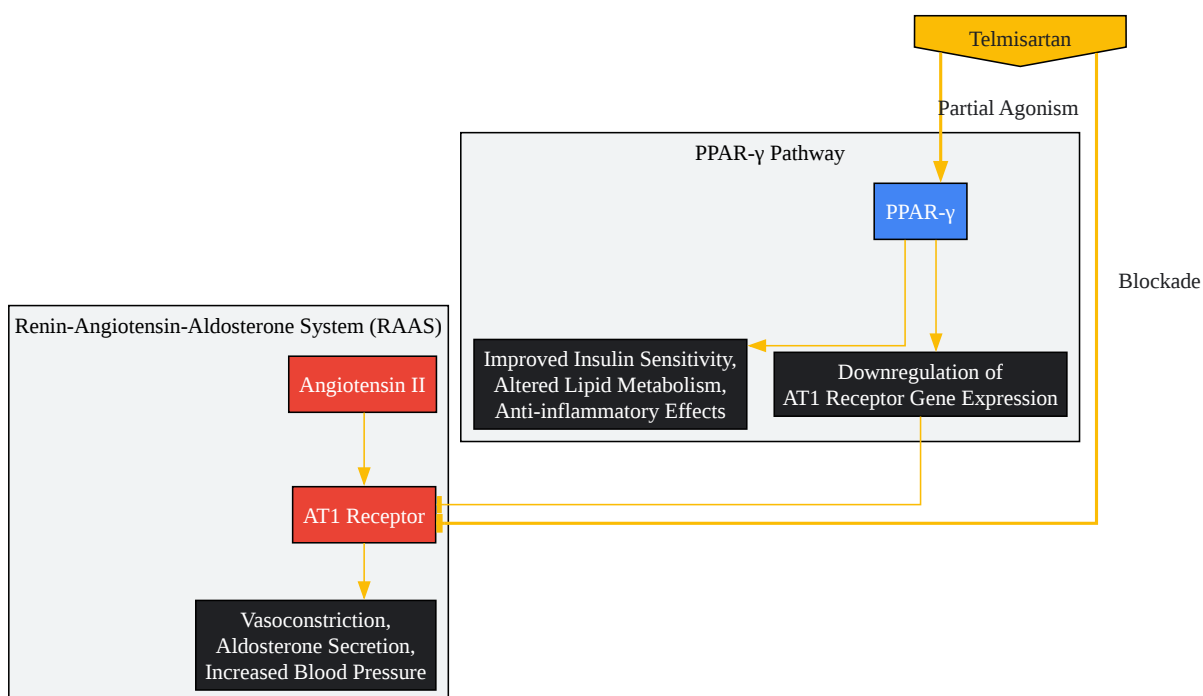 Telmisartan
Partial Agonism
PPAR-γ Pathway
PPAR-γ
Blockade
Renin-Angiotensin-Aldosterone System (RAAS)
Improved Insulin Sensitivity,
Altered Lipid Metabolism,
Anti-inflammatory Effects
Downregulation of
AT1 Receptor Gene Expression
Angiotensin II
AT1 Receptor
Vasoconstriction,
Aldosterone Secretion,
Increased Blood Pressure